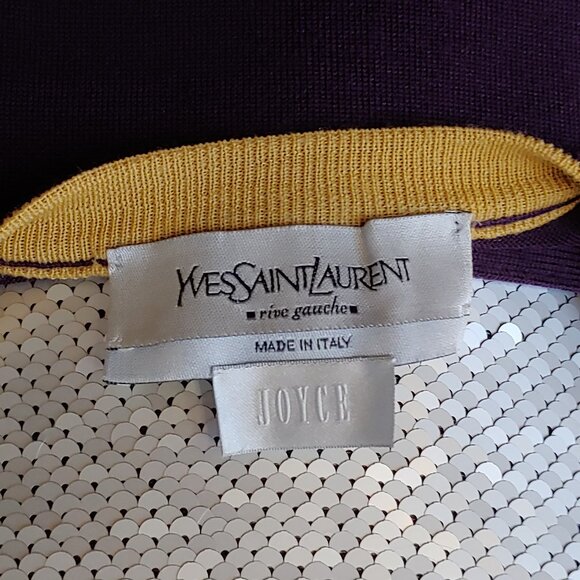 YVESSAINTLAURENT
rive gauche
MADE IN ITALY
JOYCE